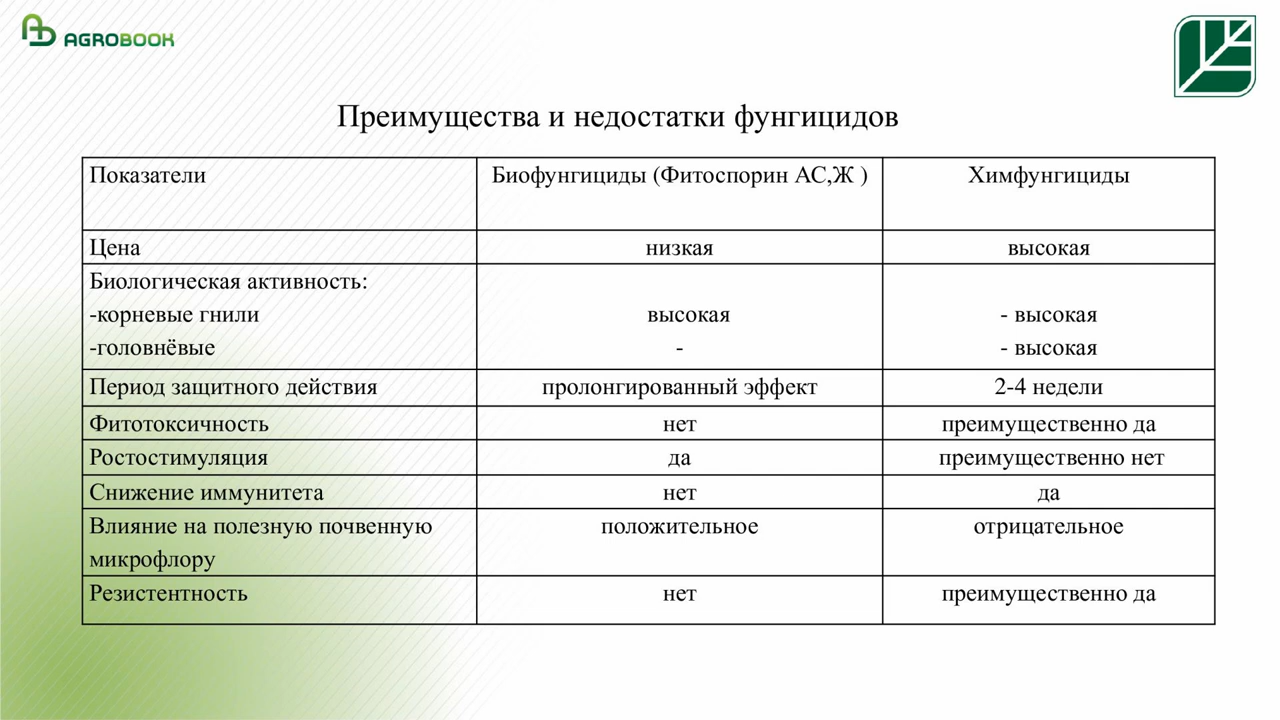 AGROBOOK
Преимущества и недостатки фунгицидов
Показатели Биофунгициды (Фитоспорин АС,Ж ) Химфунгициды
Цена низкая высокая
Биологическая активность:
-корневые гнили высокая - высокая
-головнёвые - - высокая
Период защитного действия пролонгированный эффект 2-4 недели
Фитотоксичность нет преимущественно да
Ростостимуляция да преимущественно нет
Снижение иммунитета нет да
Влияние на полезную почвенную положительное отрицательное
микрофлору
Резистентность нет преимущественно да